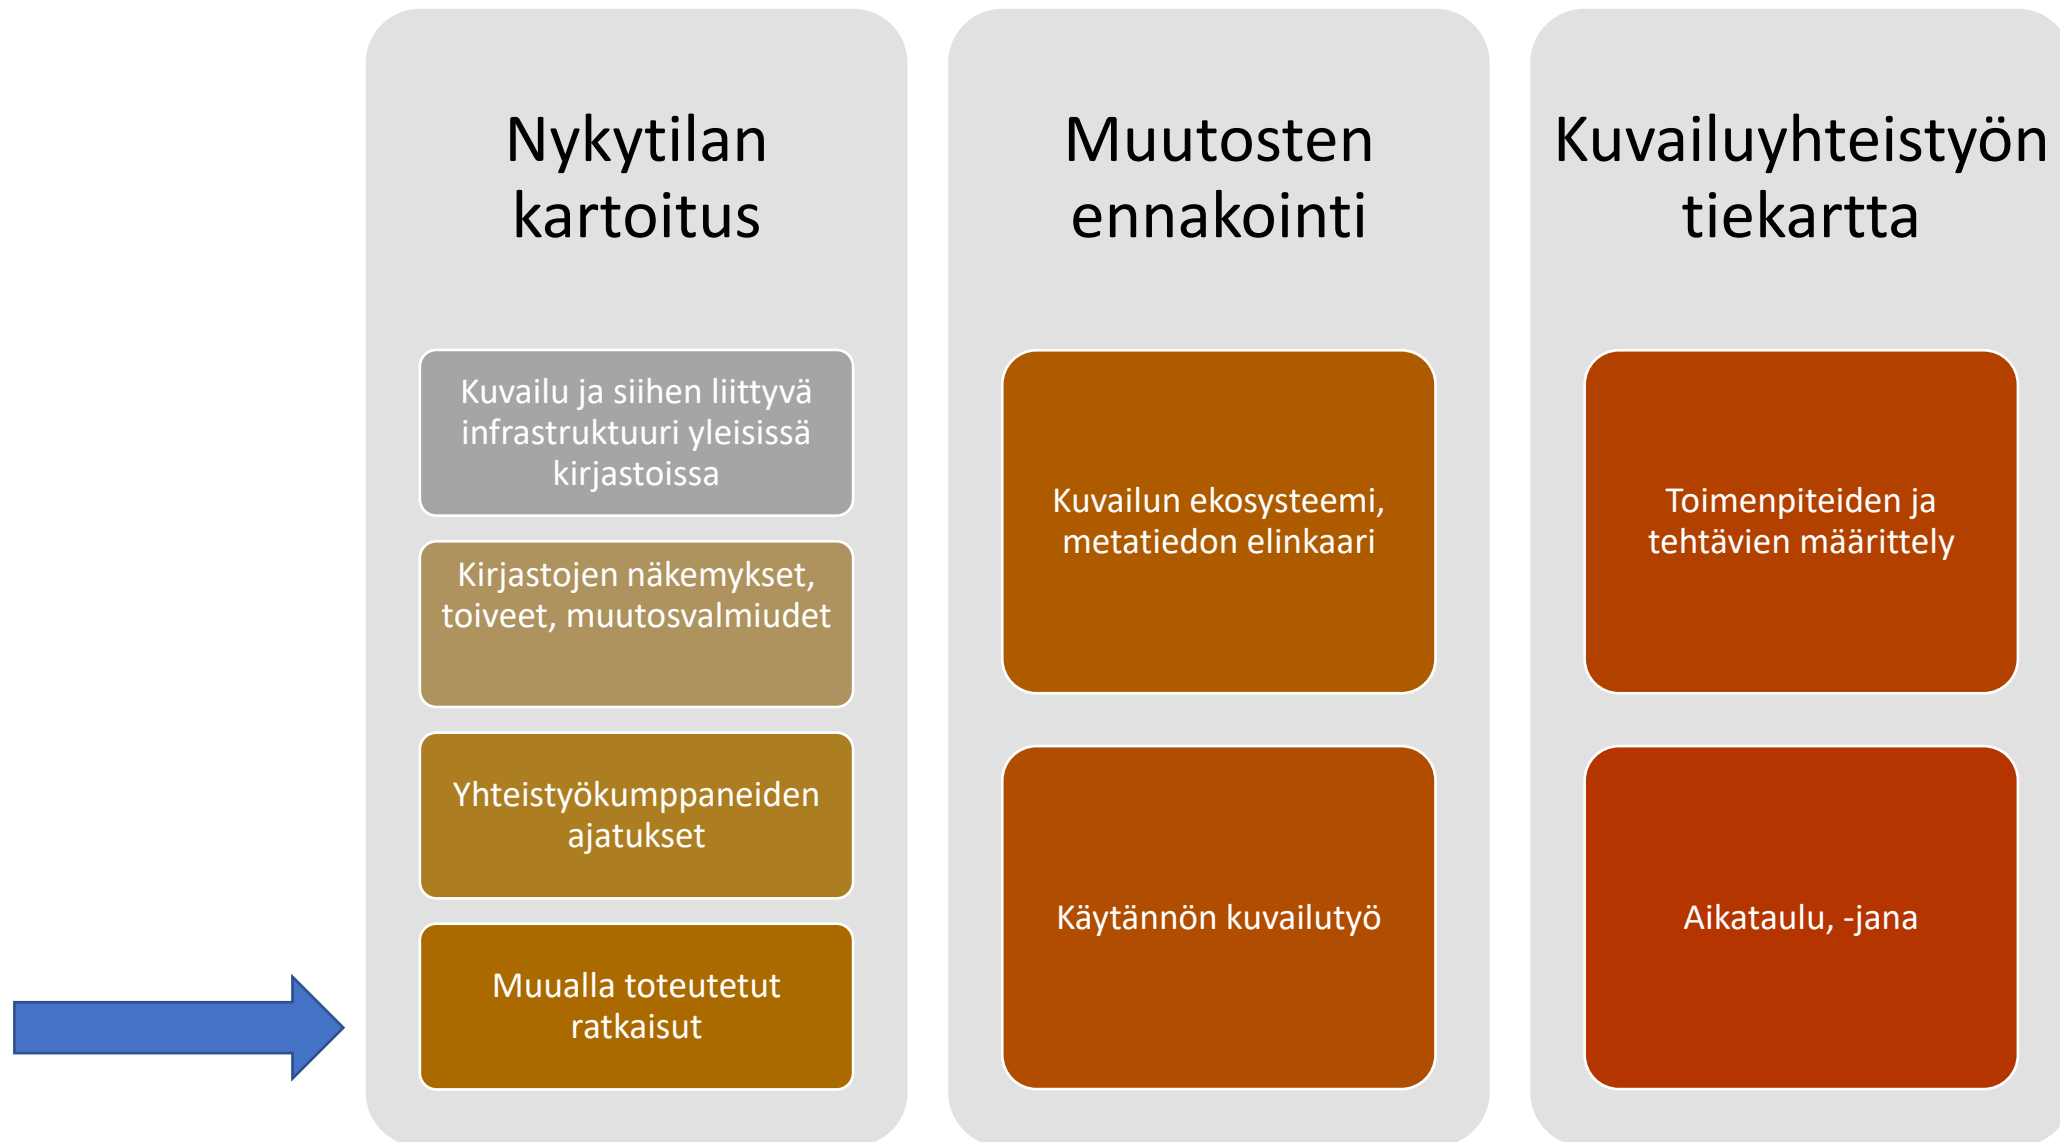 Nykytilan
kartoitus
Kuvailu ja siihen liittyvä
infrastruktuuri yleisissä
kirjastoissa
Kirjastojen näkemykset,
toiveet, muutosvalmiudet
Yhteistyökumppaneiden
ajatukset
Muualla toteutetut
ratkaisut
Muutosten
ennakointi
Kuvailun ekosysteemi,
metatiedon elinkaari
Käytännön kuvailutyö
Kuvailuyhteistyön
tiekartta
Toimenpiteiden ja
tehtävien määrittely
Aikataulu, -jana